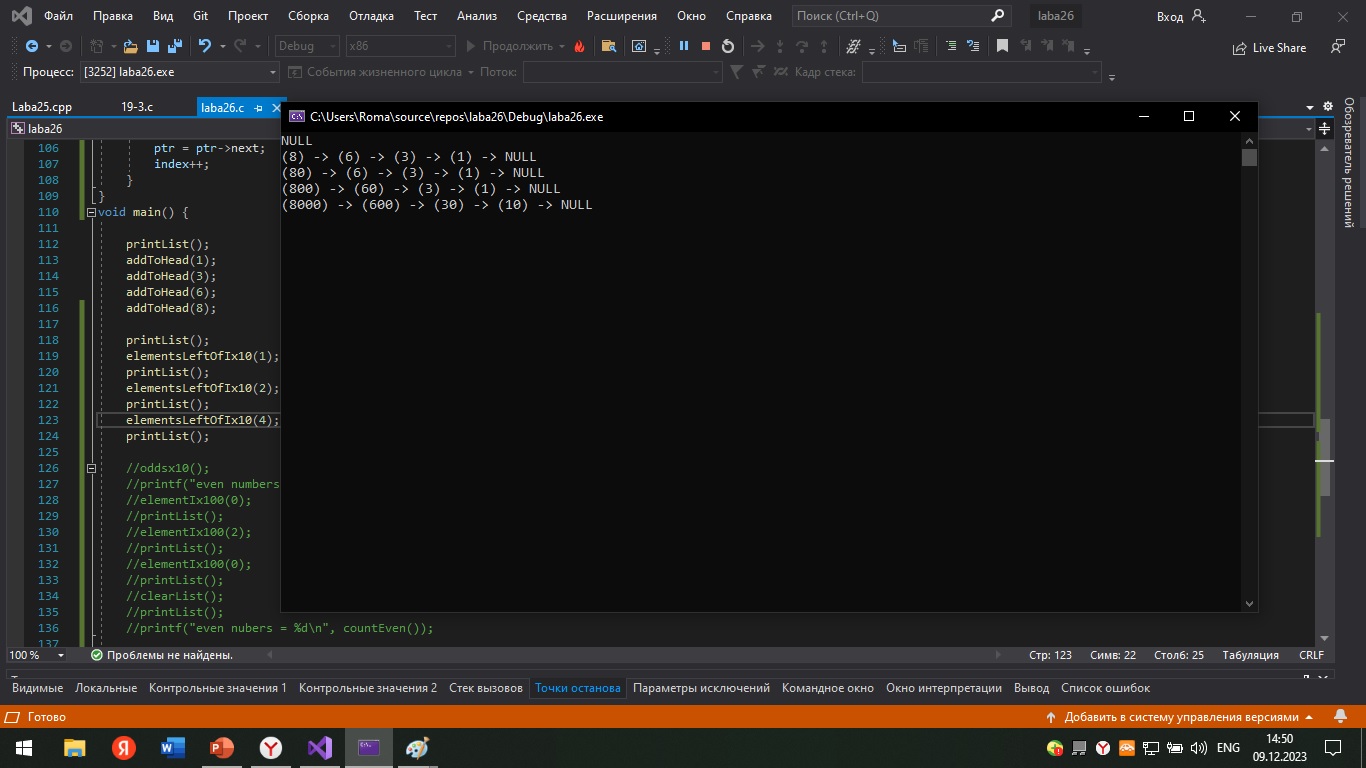 Файл Правка Вид Git Проект Сборка Отладка Тест Анализ Средства Расширения Окно Справка Поиск (Ctrl+Q) laba26 Вход
Debug x86 Продолжить Live Share
Процесс: [3252] laba26.exe События жизненного цикла Поток: Кадр стека:
Laba25.cpp 19-3.c laba26.c
laba26
C:\Users\Roma\source\repos\laba26\Debug\laba26.exe
NULL
(8) -> (6) -> (3) -> (1) -> NULL
(80) -> (6) -> (3) -> (1) -> NULL
(800) -> (60) -> (3) -> (1) -> NULL
(8000) -> (600) -> (30) -> (10) -> NULL
106 ptr = ptr->next;
107 index++;
108 }
109 }
110 void main() {
111
112 printList();
113 addToHead(1);
114 addToHead(3);
115 addToHead(6);
116 addToHead(8);
117
118 printList();
119 elementsLeftOfIx10(1);
120 printList();
121 elementsLeftOfIx10(2);
122 printList();
123 elementsLeftOfIx10(4);
124 printList();
125
126 //oddsx10();
127 //printf("even numbers
128 //elementIx100(0);
129 //printList();
130 //elementIx100(2);
131 //printList();
132 //elementIx100(0);
133 //printList();
134 //clearList();
135 //printList();
136 //printf("even nubers = %d\n", countEven());
137
Обозреватель решений
100 % Проблемы не найдены. Стр: 123 Симв: 22 Столб: 25 Табуляция CRLF
Видимые Локальные Контрольные значения 1 Контрольные значения 2 Стек вызовов Точки останова Параметры исключений Командное окно Окно интерпретации Вывод Список ошибок
Готово Добавить в систему управления версиями
ENG 14:50
09.12.2023